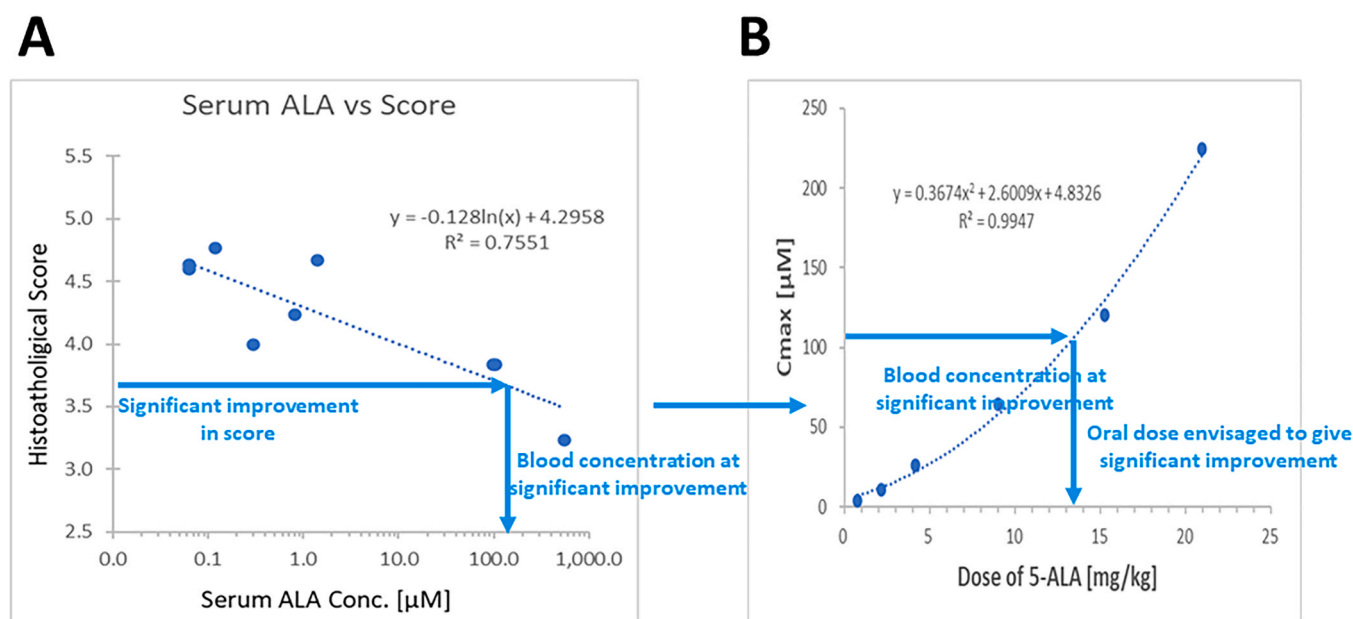 A
Serum ALA vs Score
5.5
5.0
4.5
4.0
3.5
3.0
2.5
Histoatholigical Score
y = -0.128ln(x) + 4.2958
R² = 0.7551
Significant improvement
in score
Blood concentration at
significant improvement
0.0
0.1
1.0
10.0
100.0
1,000.0
Serum ALA Conc. [µM]
B
250
200
150
100
50
0
Cmax [µM]
y = 0.3674x² + 2.6009x + 4.8326
R² = 0.9947
Blood concentration at
significant improvement
Oral dose envisaged to give
significant improvement
0
5
10
15
20
25
Dose of 5-ALA [mg/kg]